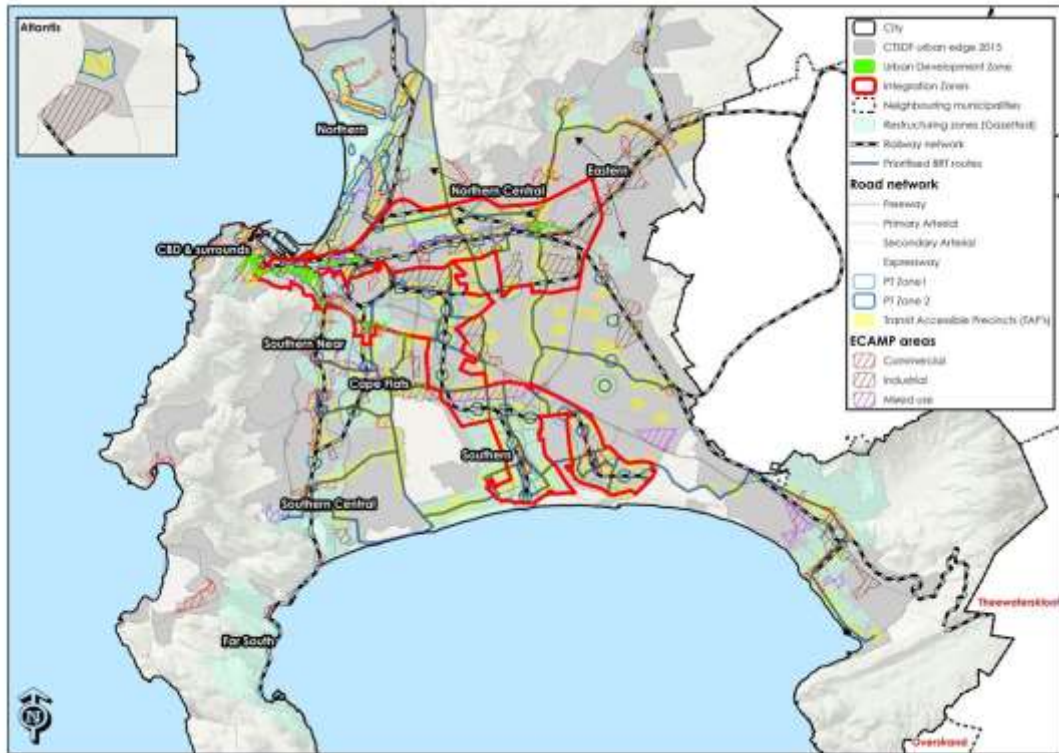 Atlantis
Northern
Northern Central
Eastern
CBD & surrounds
Southern Near
Cape Flats
Southern
Southern Central
Far South
Theewaterskloof
Overstrand
N
City
CTSDF urban edge 2015
Urban Development Zone
Integration Zones
Neighbouring municipalities
Restructuring zones (Gazetted)
Railway network
Prioritised BRT routes
Road network
Freeway
Primary Arterial
Secondary Arterial
Expressway
PT Zone1
PT Zone 2
Transit Accessible Precincts (TAP's)
ECAMP areas
Commercial
Industrial
Mixed use